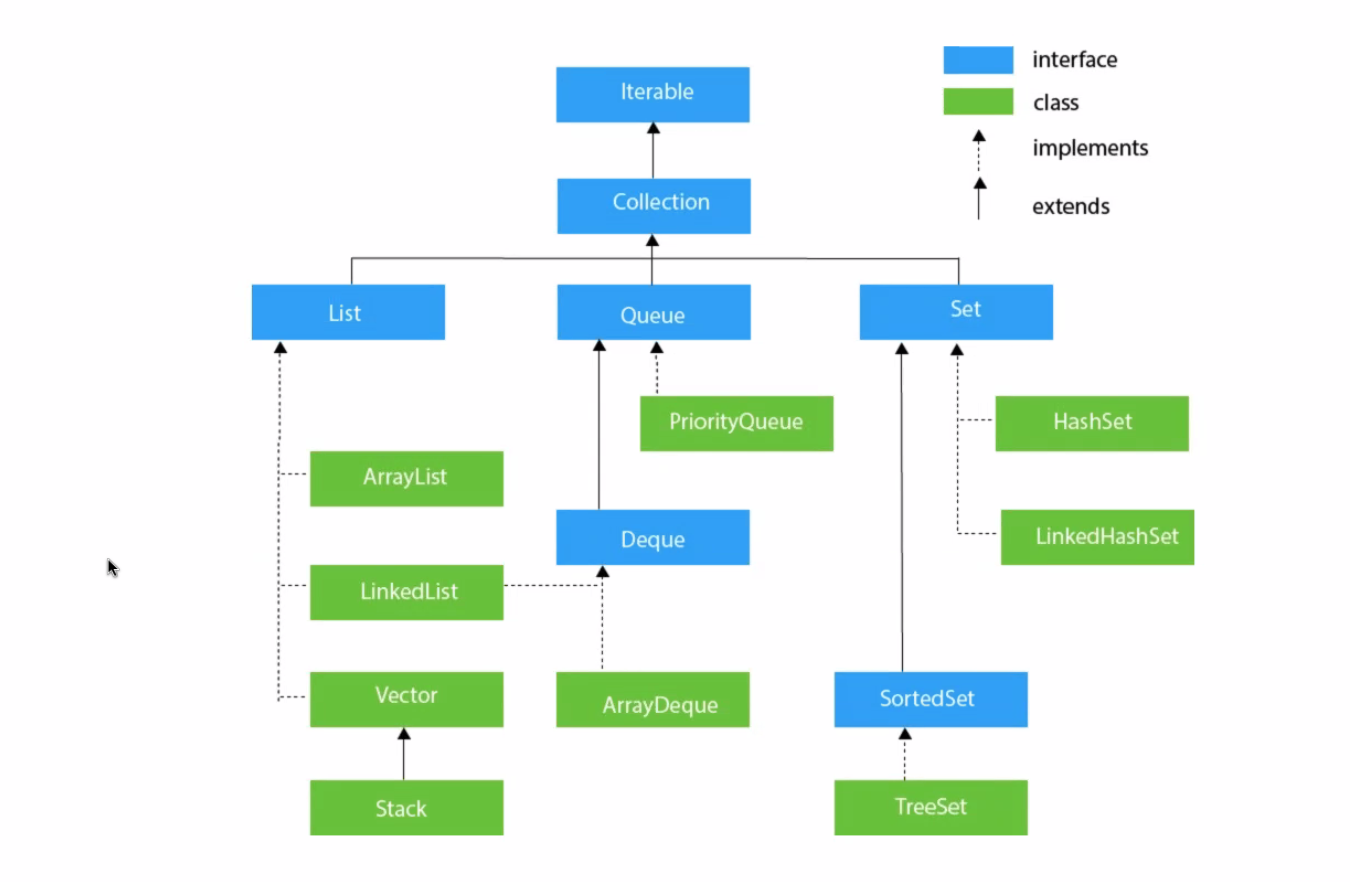 interface
Iterable
class
implements
Collection
extends
List
Queue
Set
PriorityQueue
HashSet
ArrayList
Deque
LinkedHashSet
LinkedList
Vector
ArrayDeque
SortedSet
Stack
TreeSet